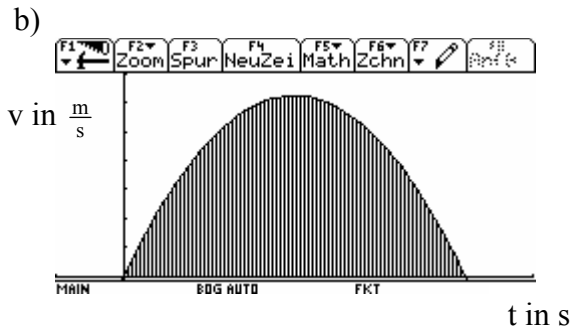 b)
F1 F2 Zoom F3 Spur F4 NeuZei F5 Math F6 Zchn F7
v in m/s
MAIN BOG AUTO FKT
t in s